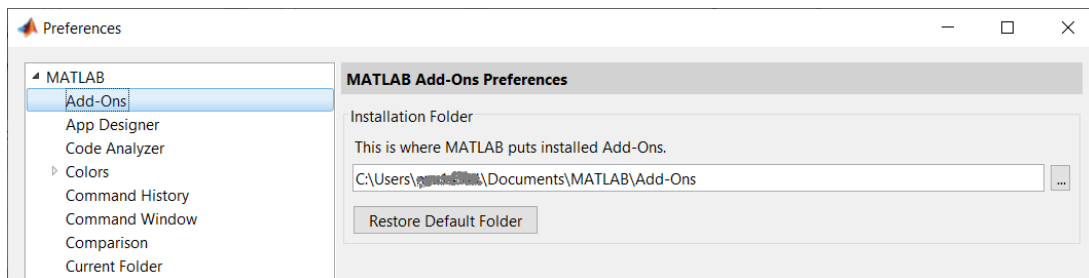 Preferences
MATLAB
Add-Ons
App Designer
Code Analyzer
Colors
Command History
Command Window
Comparison
Current Folder
MATLAB Add-Ons Preferences
Installation Folder
This is where MATLAB puts installed Add-Ons.
C:\Users\ \Documents\MATLAB\Add-Ons
...
Restore Default Folder